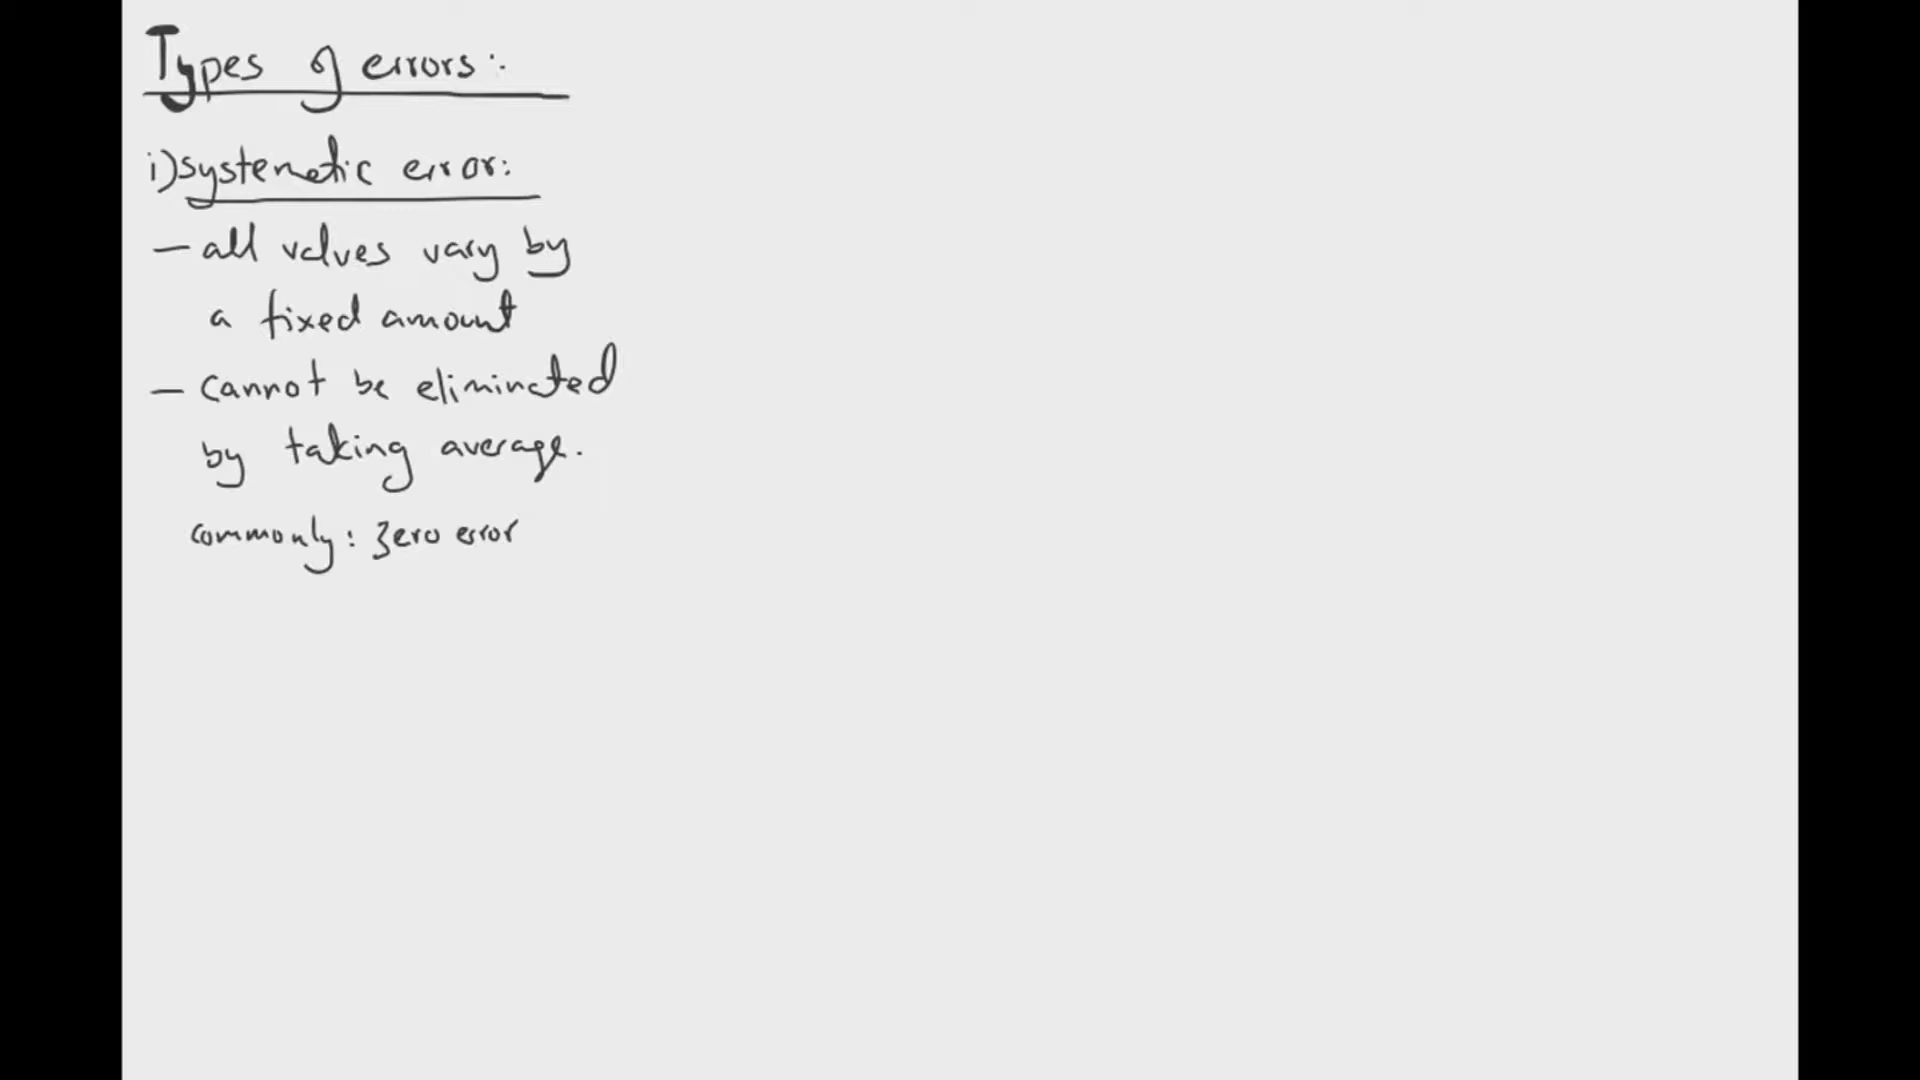 Types of errors:
i) systematic error:
- all values vary by
a fixed amount
- cannot be eliminated
by taking average.
commonly: zero error